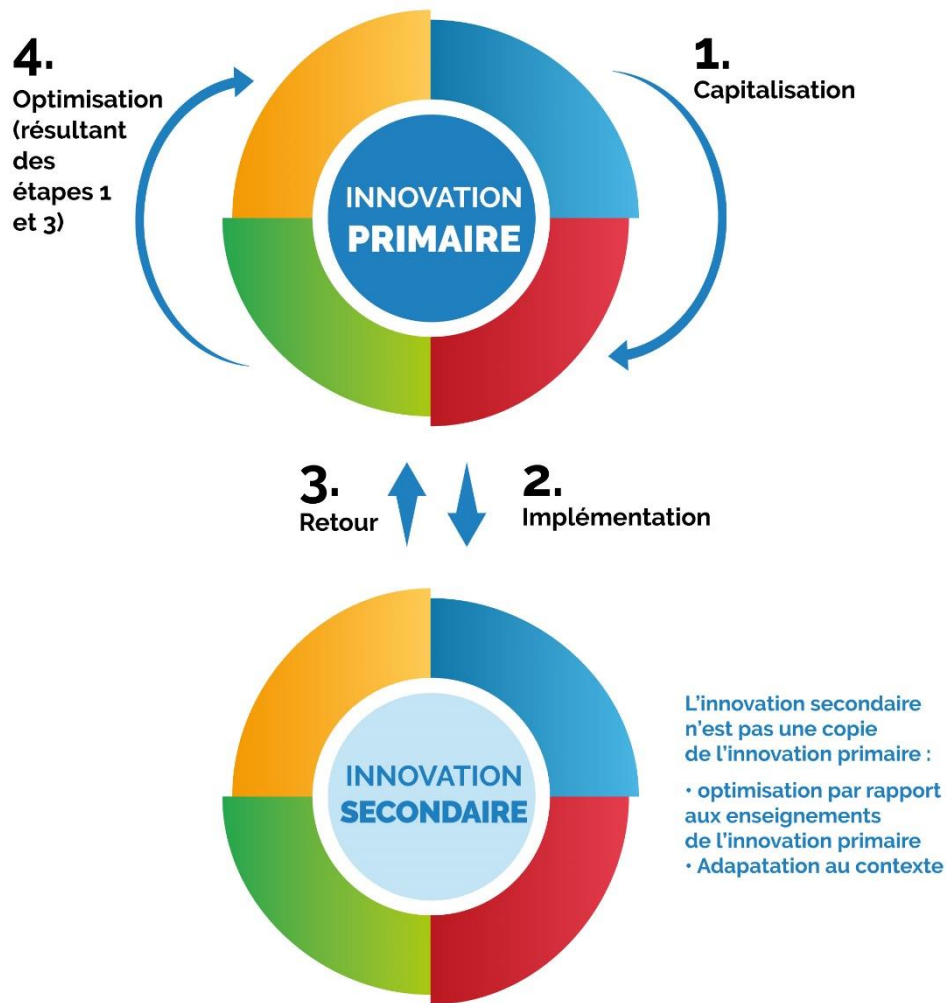 4.
Optimisation
(résultant
des
étapes 1
et 3)
1.
Capitalisation
INNOVATION
PRIMAIRE
3.
Retour
2.
Implémentation
INNOVATION
SECONDAIRE
L'innovation secondaire
n'est pas une copie
de l'innovation primaire :
• optimisation par rapport
aux enseignements
de l'innovation primaire
• Adapatation au contexte